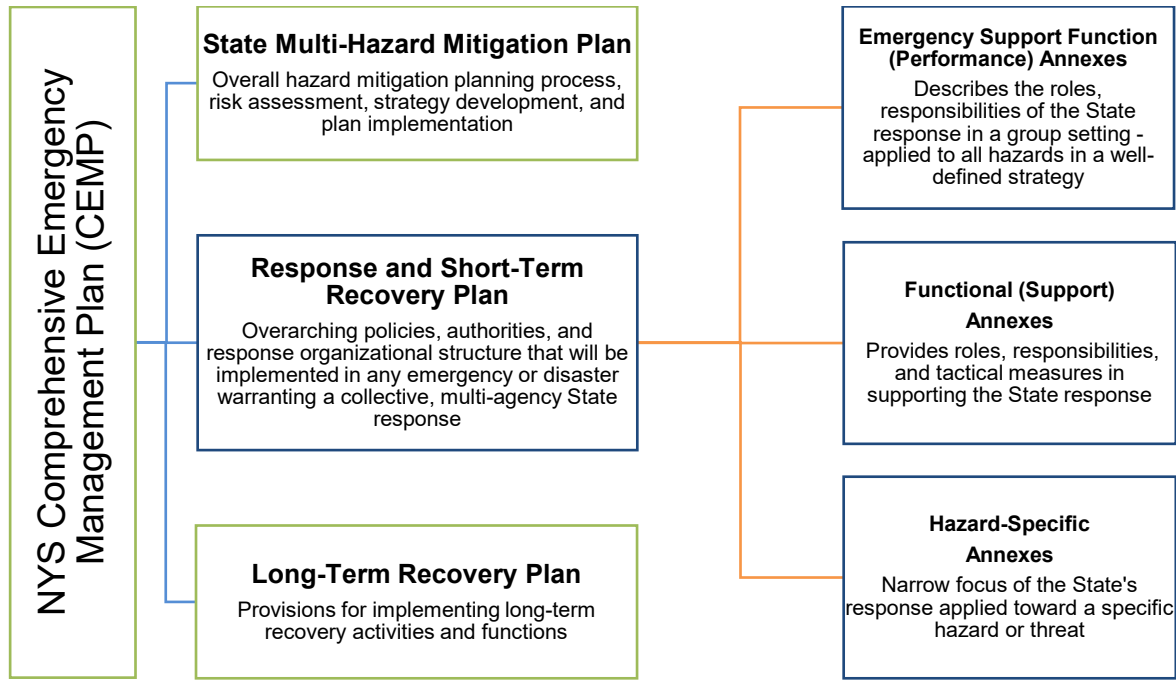 NYS Comprehensive Emergency
Management Plan (CEMP)
State Multi-Hazard Mitigation Plan
Overall hazard mitigation planning process,
risk assessment, strategy development, and
plan implementation
Response and Short-Term
Recovery Plan
Overarching policies, authorities, and
response organizational structure that will be
implemented in any emergency or disaster
warranting a collective, multi-agency State
response
Long-Term Recovery Plan
Provisions for implementing long-term
recovery activities and functions
Emergency Support Function
(Performance) Annexes
Describes the roles,
responsibilities of the State
response in a group setting -
applied to all hazards in a well-
defined strategy
Functional (Support)
Annexes
Provides roles, responsibilities,
and tactical measures in
supporting the State response
Hazard-Specific
Annexes
Narrow focus of the State's
response applied toward a specific
hazard or threat